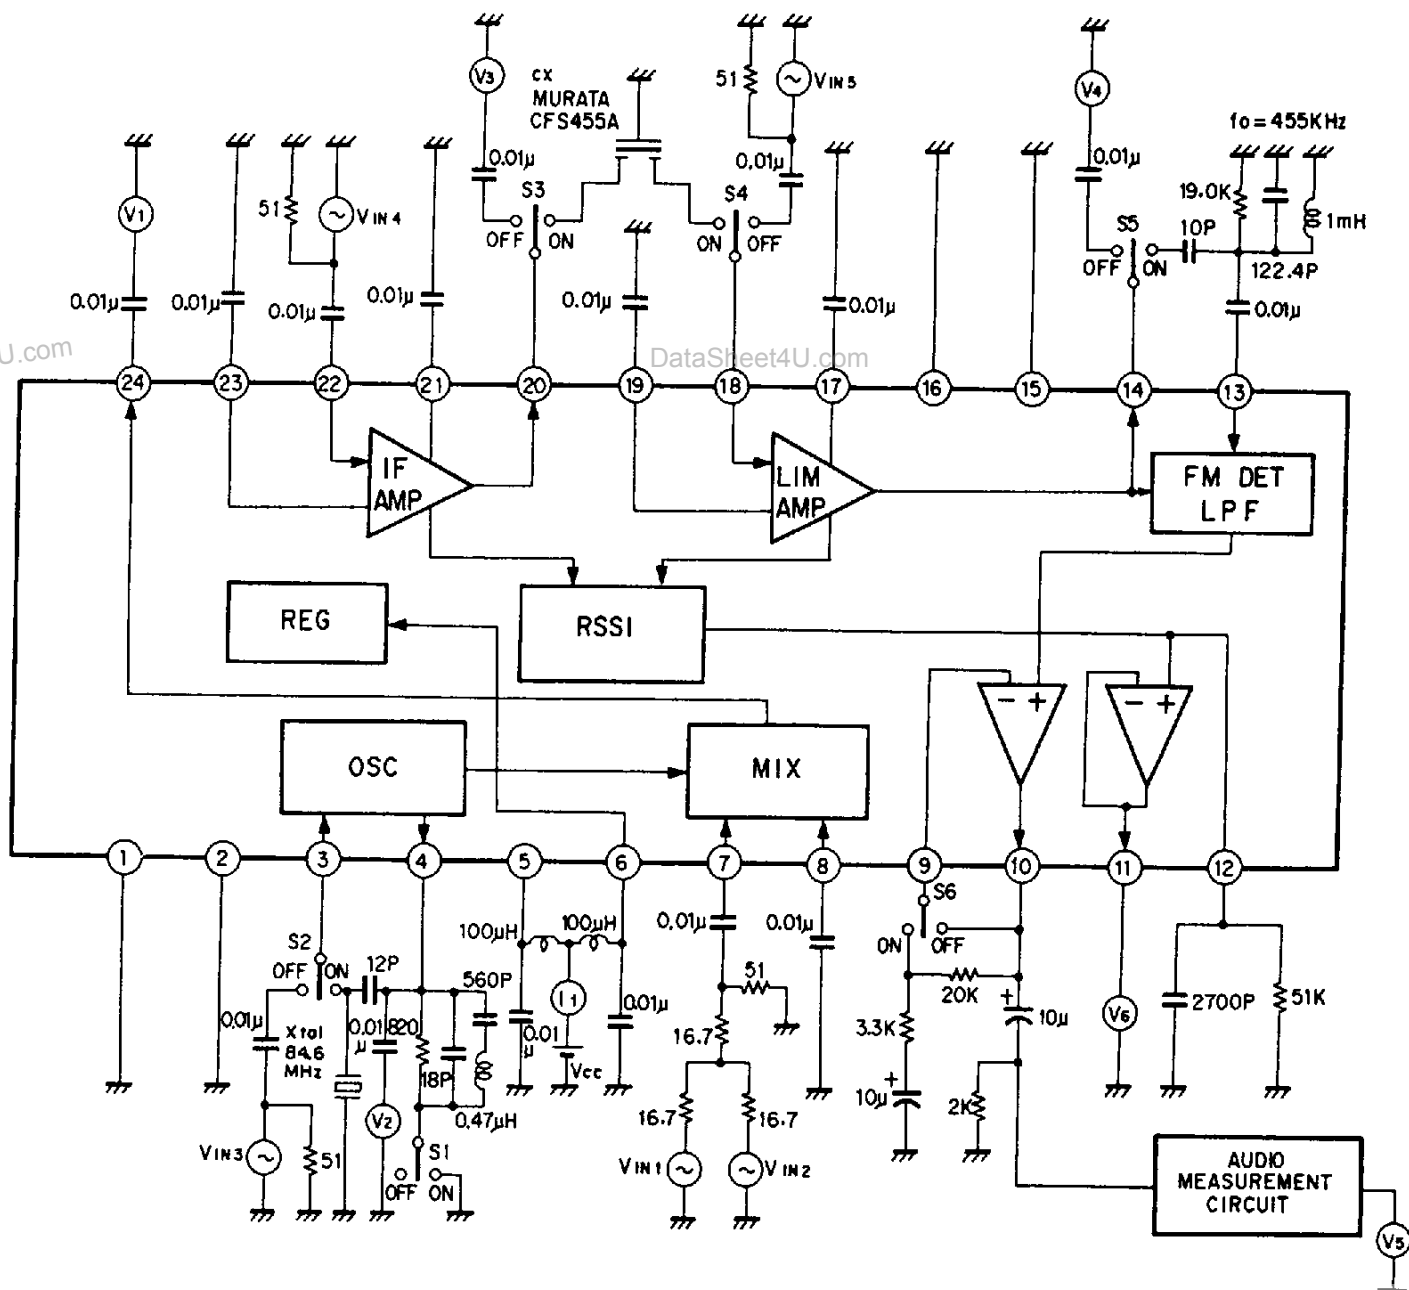 V3
CX
MURATA
CFS455A
51
VIN5
V4
fo=455KHz
0.01μ
S3
OFF
ON
0.01μ
S4
ON
OFF
0.01μ
19.0K
1mH
S5
10P
OFF
ON
122.4P
V1
51
VIN4
0.01μ
0.01μ
0.01μ
0.01μ
0.01μ
0.01μ
0.01μ
U.com
DataSheet4U.com
24
23
22
21
20
19
18
17
16
15
14
13
IF
AMP
LIM
AMP
FM DET
LPF
REG
RSSI
- +
- +
OSC
MIX
1
2
3
4
5
6
7
8
9
10
11
12
S2
OFF
ON
12P
560P
100μH
100μH
0.01μ
0.01μ
S6
ON
OFF
0.01μ
Xtal
84.6
MHz
0.01
μ
820
18P
0.47μH
V2
0.01
μ
I1
Vcc
0.01μ
51
16.7
16.7
16.7
20K
3.3K
+
10μ
+
10μ
2K
V6
2700P
51K
VIN3
51
S1
OFF
ON
VIN1
VIN2
AUDIO
MEASUREMENT
CIRCUIT
V5